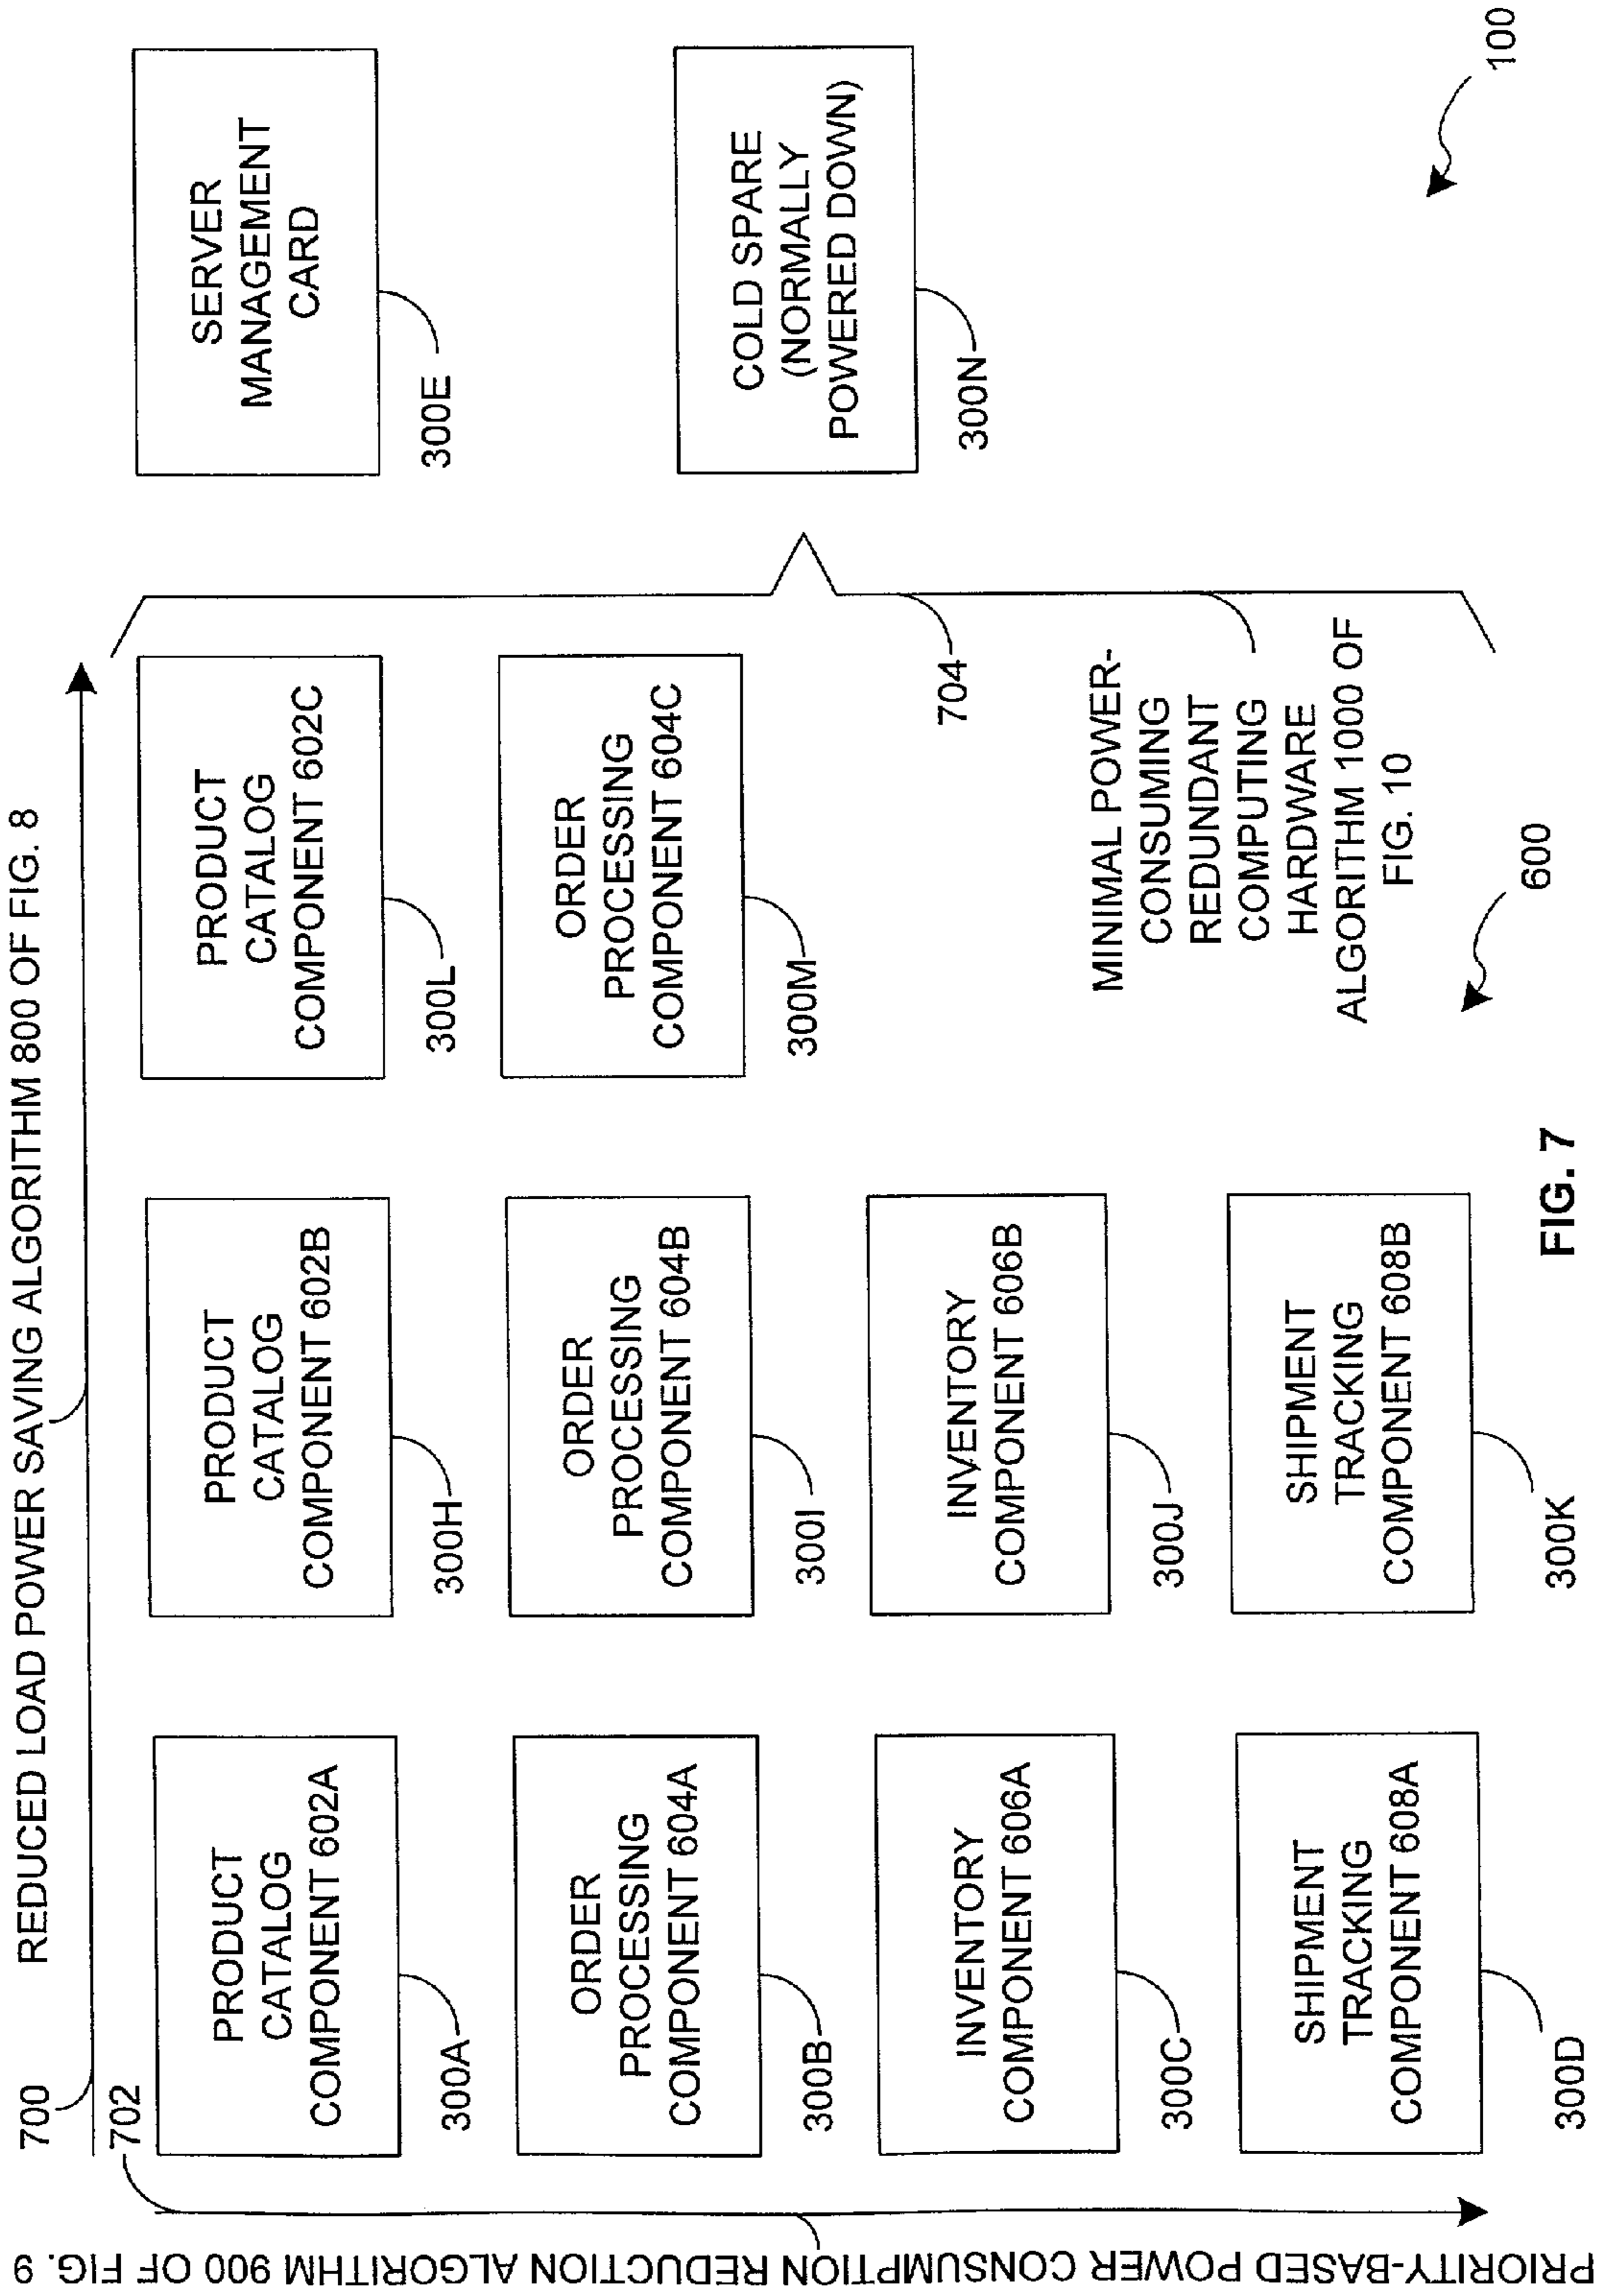 REDUCED LOAD POWER SAVING ALGORITHM 800 OF FIG. 8
700
702
PRIORITY-BASED POWER CONSUMPTION REDUCTION ALGORITHM 900 OF FIG. 9
PRODUCT
CATALOG
COMPONENT 602A
300A
PRODUCT
CATALOG
COMPONENT 602B
300H
PRODUCT
CATALOG
COMPONENT 602C
300L
SERVER
MANAGEMENT
CARD
300E
ORDER
PROCESSING
COMPONENT 604A
300B
ORDER
PROCESSING
COMPONENT 604B
300I
ORDER
PROCESSING
COMPONENT 604C
300M
COLD SPARE
(NORMALLY
POWERED DOWN)
300N
704
INVENTORY
COMPONENT 606A
300C
INVENTORY
COMPONENT 606B
300J
MINIMAL POWER-
CONSUMING
REDUNDANT
COMPUTING
HARDWARE
ALGORITHM 1000 OF
FIG. 10
SHIPMENT
TRACKING
COMPONENT 608A
300D
SHIPMENT
TRACKING
COMPONENT 608B
300K
600
100
FIG. 7